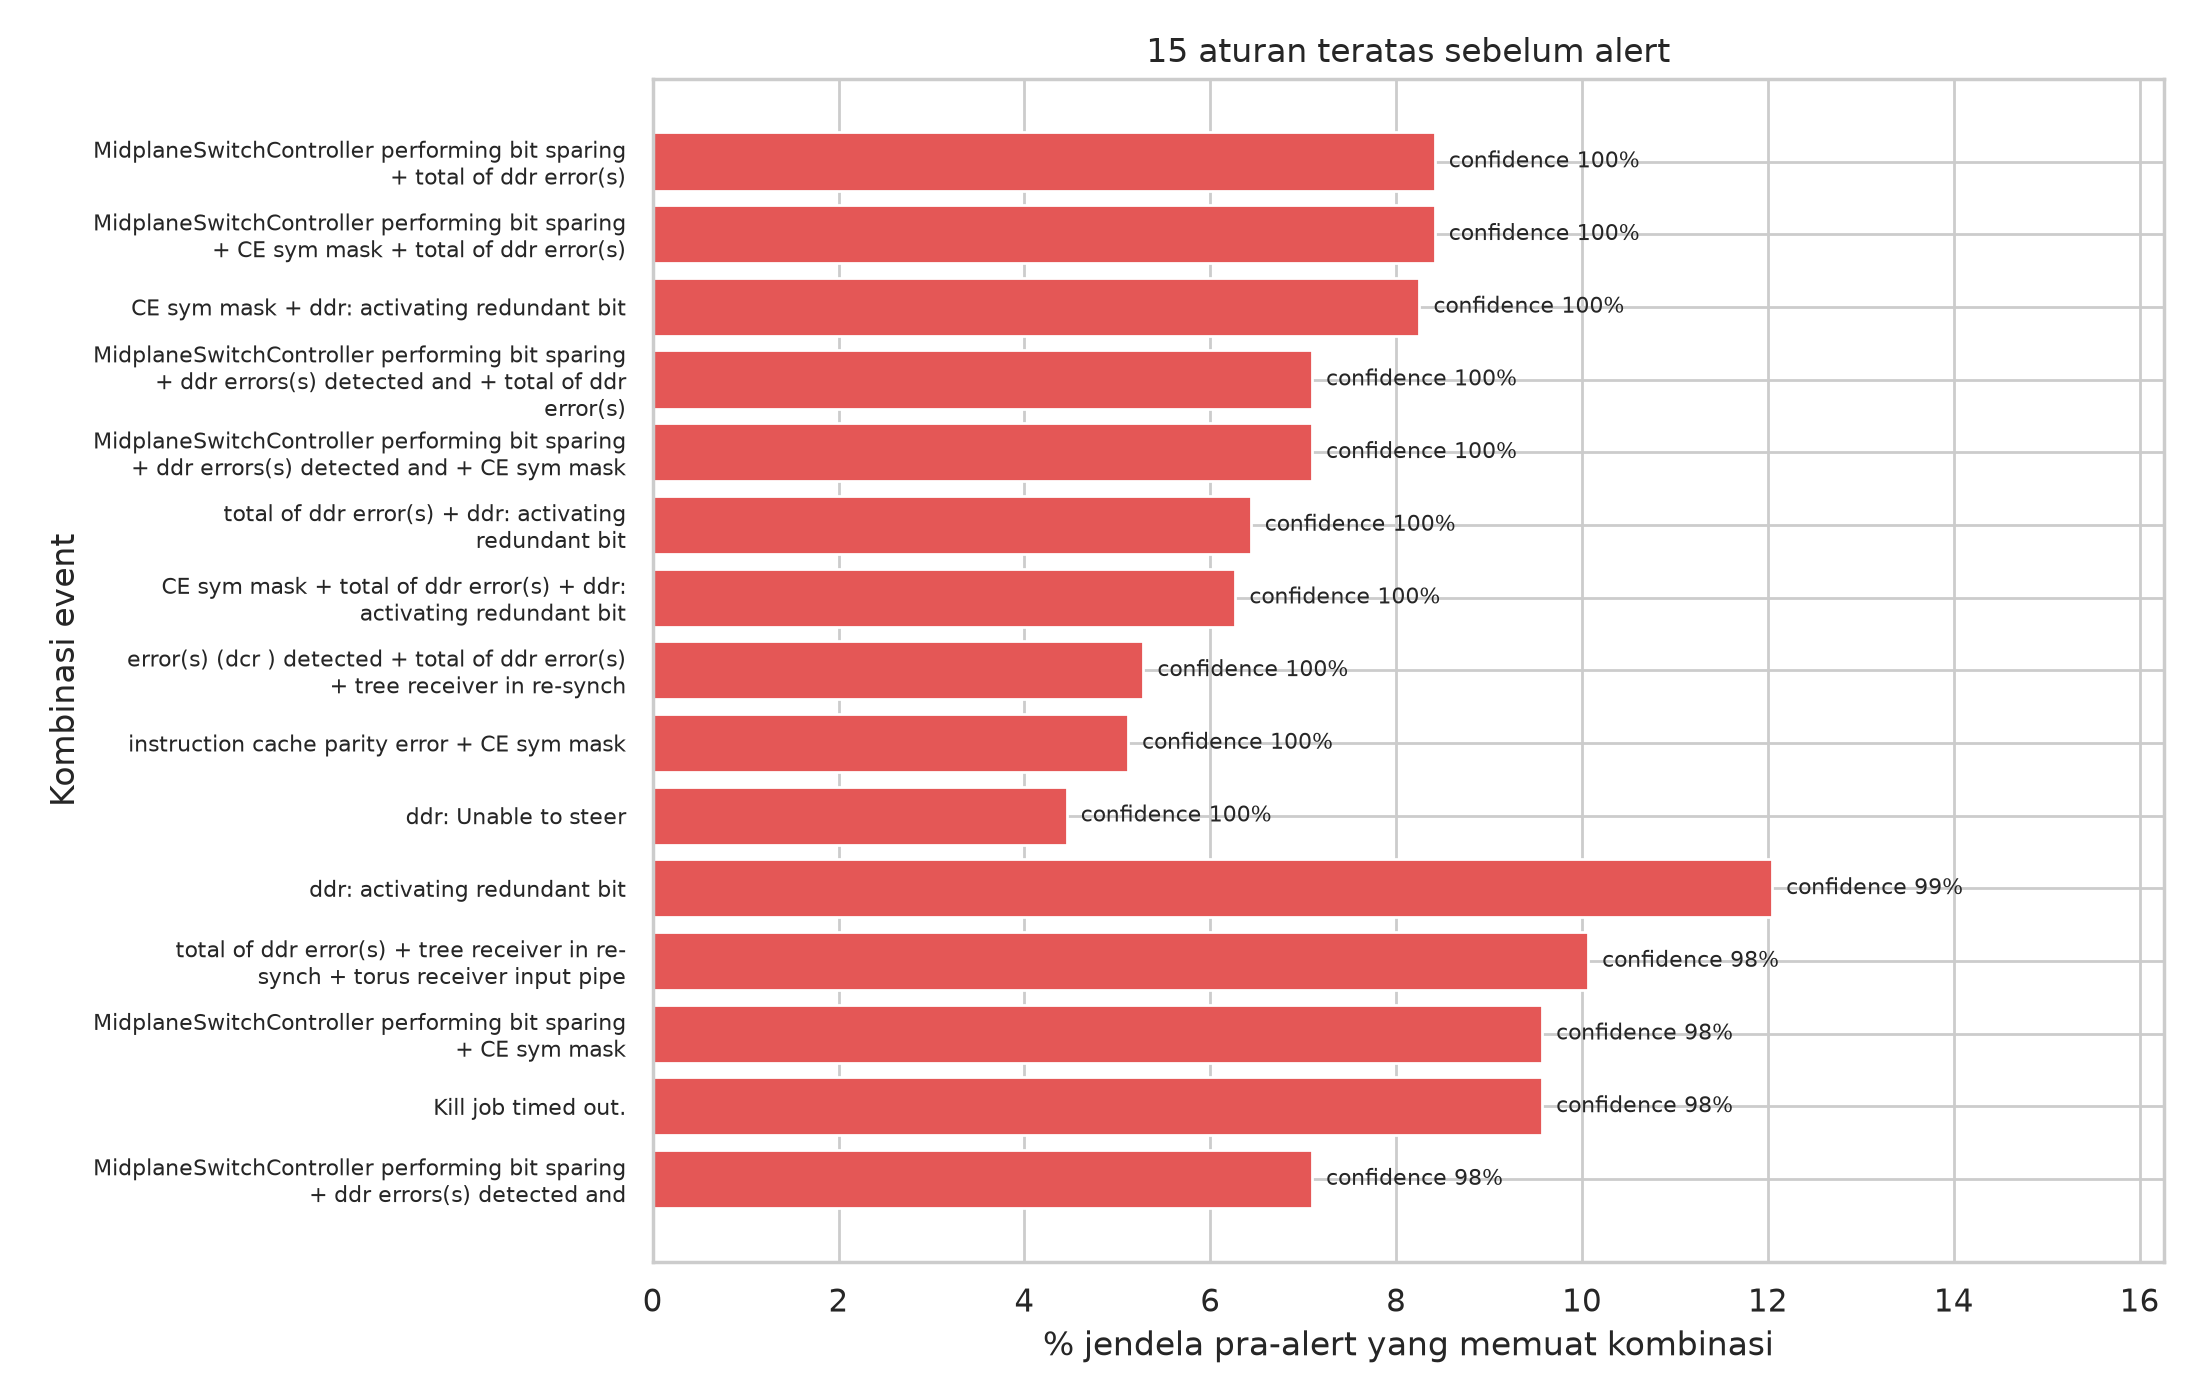 15 aturan teratas sebelum alert
Kombinasi event
MidplaneSwitchController performing bit sparing
+ total of ddr error(s)
confidence 100%
MidplaneSwitchController performing bit sparing
+ CE sym mask + total of ddr error(s)
confidence 100%
CE sym mask + ddr: activating redundant bit
confidence 100%
MidplaneSwitchController performing bit sparing
+ ddr errors(s) detected and + total of ddr
error(s)
confidence 100%
MidplaneSwitchController performing bit sparing
+ ddr errors(s) detected and + CE sym mask
confidence 100%
total of ddr error(s) + ddr: activating
redundant bit
confidence 100%
CE sym mask + total of ddr error(s) + ddr:
activating redundant bit
confidence 100%
error(s) (dcr ) detected + total of ddr error(s)
+ tree receiver in re-synch
confidence 100%
instruction cache parity error + CE sym mask
confidence 100%
ddr: Unable to steer
confidence 100%
ddr: activating redundant bit
confidence 99%
total of ddr error(s) + tree receiver in re-
synch + torus receiver input pipe
confidence 98%
MidplaneSwitchController performing bit sparing
+ CE sym mask
confidence 98%
Kill job timed out.
confidence 98%
MidplaneSwitchController performing bit sparing
+ ddr errors(s) detected and
confidence 98%
0 2 4 6 8 10 12 14 16
% jendela pra-alert yang memuat kombinasi